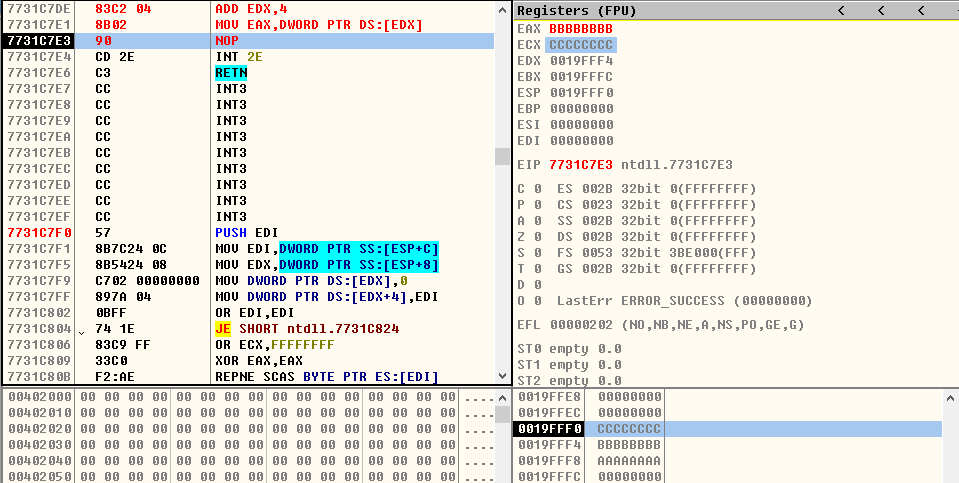 7731C7DE 83C2 04 ADD EDX,4
7731C7E1 8B02 MOV EAX,DWORD PTR DS:[EDX]
7731C7E3 90 NOP
7731C7E4 CD 2E INT 2E
7731C7E6 C3 RETN
7731C7E7 CC INT3
7731C7E8 CC INT3
7731C7E9 CC INT3
7731C7EA CC INT3
7731C7EB CC INT3
7731C7EC CC INT3
7731C7ED CC INT3
7731C7EE CC INT3
7731C7EF CC INT3
7731C7F0 57 PUSH EDI
7731C7F1 8B7C24 0C MOV EDI,DWORD PTR SS:[ESP+C]
7731C7F5 8B5424 08 MOV EDX,DWORD PTR SS:[ESP+8]
7731C7F9 C702 00000000 MOV DWORD PTR DS:[EDX],0
7731C7FF 897A 04 MOV DWORD PTR DS:[EDX+4],EDI
7731C802 0BFF OR EDI,EDI
7731C804 74 1E JE SHORT ntdll.7731C824
7731C806 83C9 FF OR ECX,FFFFFFFF
7731C809 33C0 XOR EAX,EAX
7731C80B F2:AE REPNE SCAS BYTE PTR ES:[EDI]
Registers (FPU) < < <
EAX BBBBBBBB
ECX CCCCCCCC
EDX 0019FFF4
EBX 0019FFFC
ESP 0019FFF0
EBP 00000000
ESI 00000000
EDI 00000000
EIP 7731C7E3 ntdll.7731C7E3
C 0 ES 002B 32bit 0(FFFFFFFF)
P 0 CS 0023 32bit 0(FFFFFFFF)
A 0 SS 002B 32bit 0(FFFFFFFF)
Z 0 DS 002B 32bit 0(FFFFFFFF)
S 0 FS 0053 32bit 3BE000(FFF)
T 0 GS 002B 32bit 0(FFFFFFFF)
D 0
O 0 LastErr ERROR_SUCCESS (00000000)
EFL 00000202 (NO,NB,NE,A,NS,PO,GE,G)
ST0 empty 0.0
ST1 empty 0.0
ST2 empty 0.0
00402000 00 00 00 00 00 00 00 00 00 00 00 00 00 00 00 00 ....
00402010 00 00 00 00 00 00 00 00 00 00 00 00 00 00 00 00 ....
00402020 00 00 00 00 00 00 00 00 00 00 00 00 00 00 00 00 ....
00402030 00 00 00 00 00 00 00 00 00 00 00 00 00 00 00 00 ....
00402040 00 00 00 00 00 00 00 00 00 00 00 00 00 00 00 00 ....
00402050 00 00 00 00 00 00 00 00 00 00 00 00 00 00 00 00 ....
0019FFE8 00000000
0019FFEC 00000000
0019FFF0 CCCCCCCC
0019FFF4 BBBBBBBB
0019FFF8 AAAAAAAA
0019FFFC 00000000